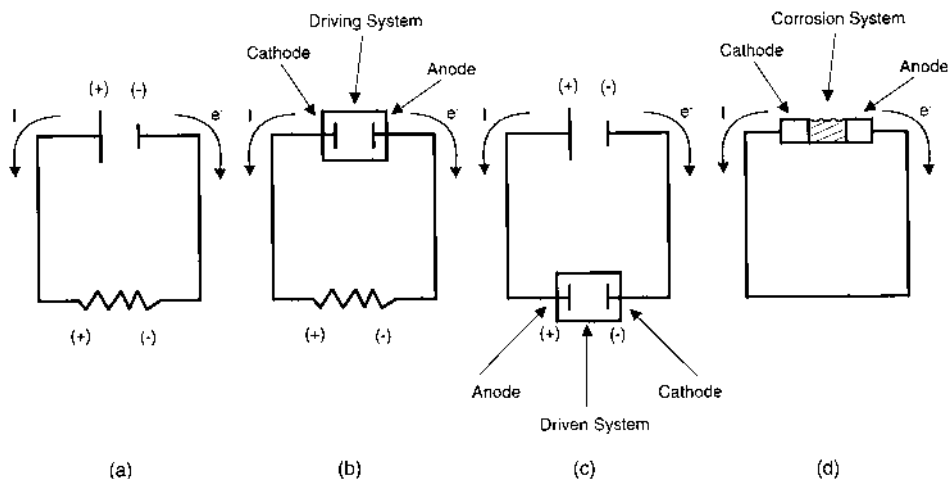 Driving System
Cathode
Anode
Corrosion System
Cathode
Anode
(+) (-)
I
e-
I
e-
(+) (-)
I
e-
I
e-
(+) (-)
(+) (-)
(+) (-)
Anode
Cathode
Driven System
(a)
(b)
(c)
(d)